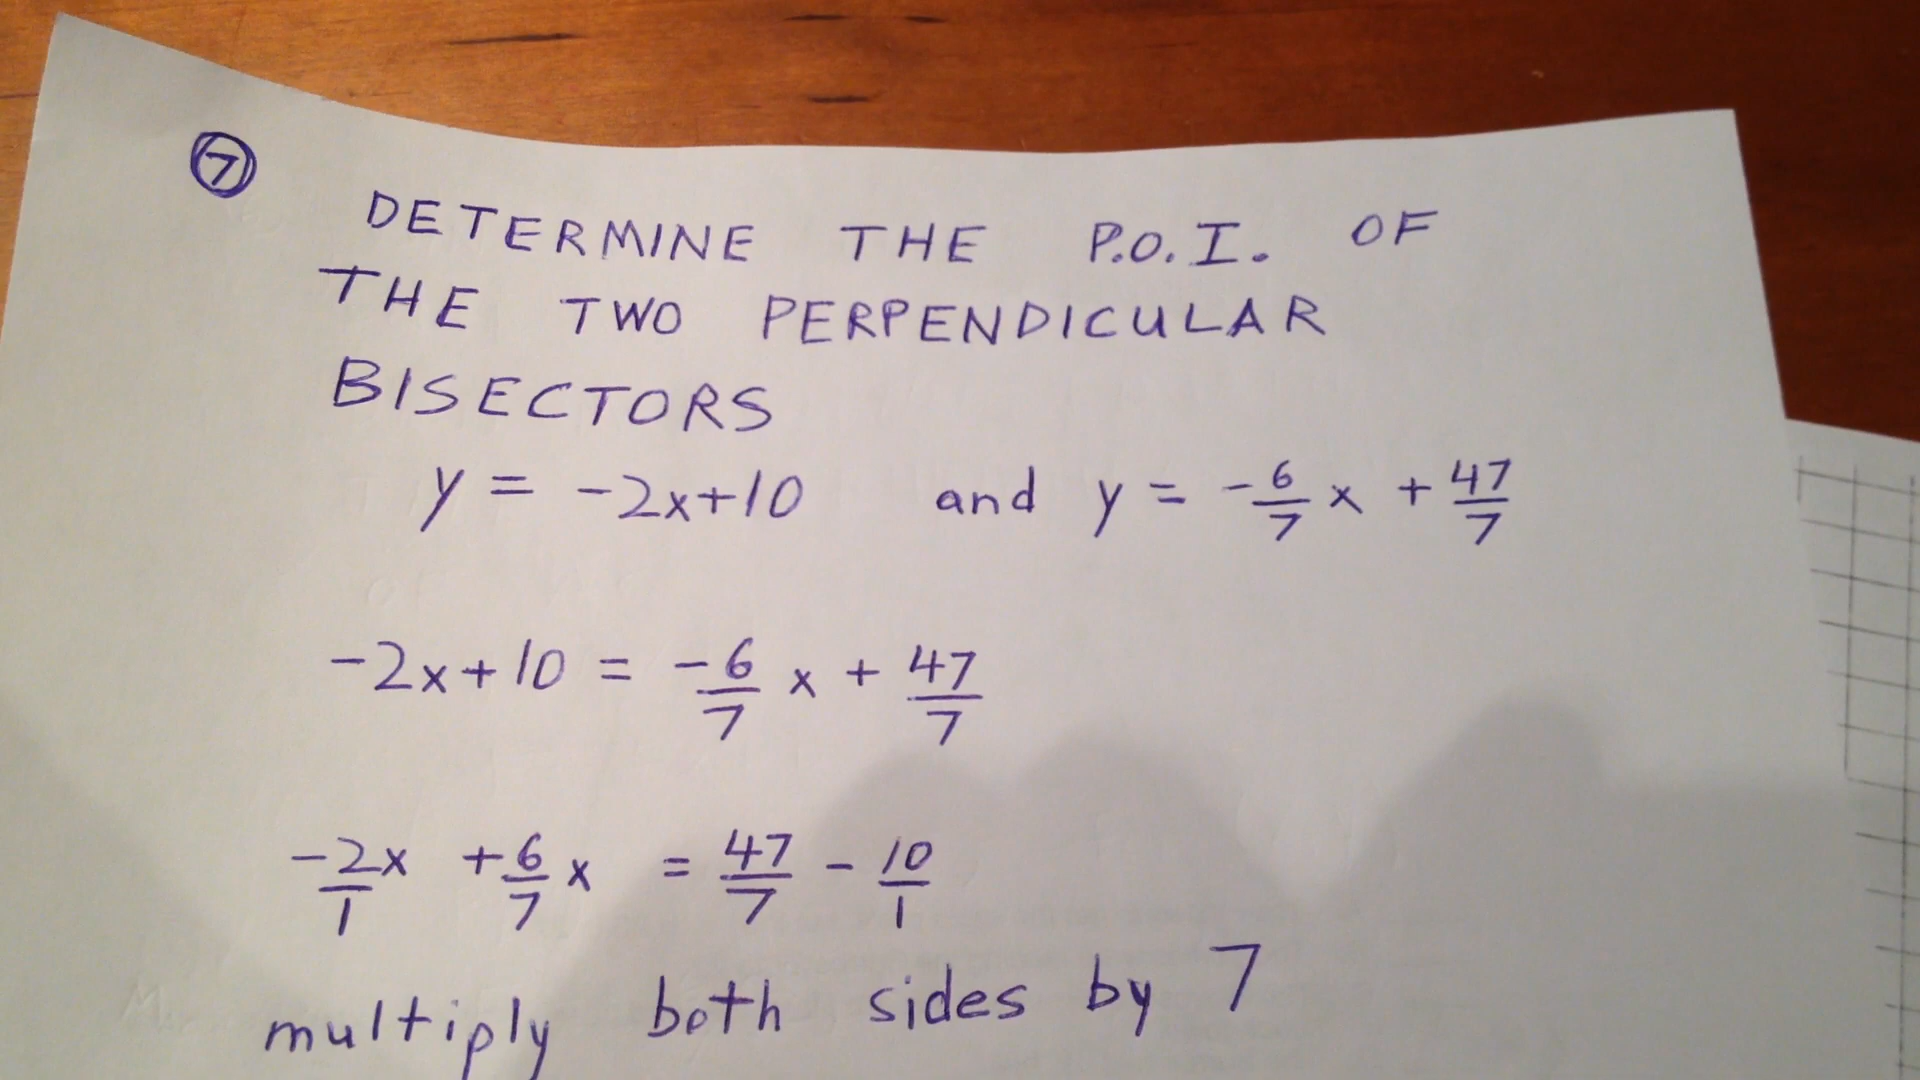 7
DETERMINE THE P.O.I. OF
THE TWO PERPENDICULAR
BISECTORS
y = -2x+10 and y = -6/7 x + 47/7
-2x+10 = -6/7 x + 47/7
-2x/1 +6/7 x = 47/7 - 10/1
multiply both sides by 7